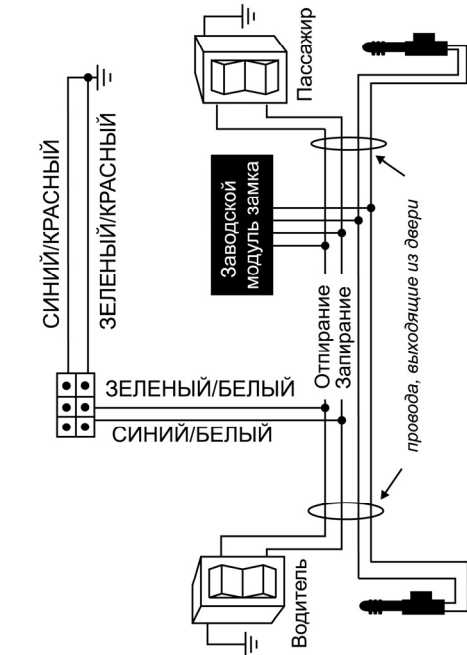 Пассажир
СИНИЙ/КРАСНЫЙ
ЗЕЛЕНЫЙ/КРАСНЫЙ
Заводской
модуль замка
Отпирание
Запирание
провода, выходящие из двери
ЗЕЛЕНЫЙ/БЕЛЫЙ
СИНИЙ/БЕЛЫЙ
Водитель